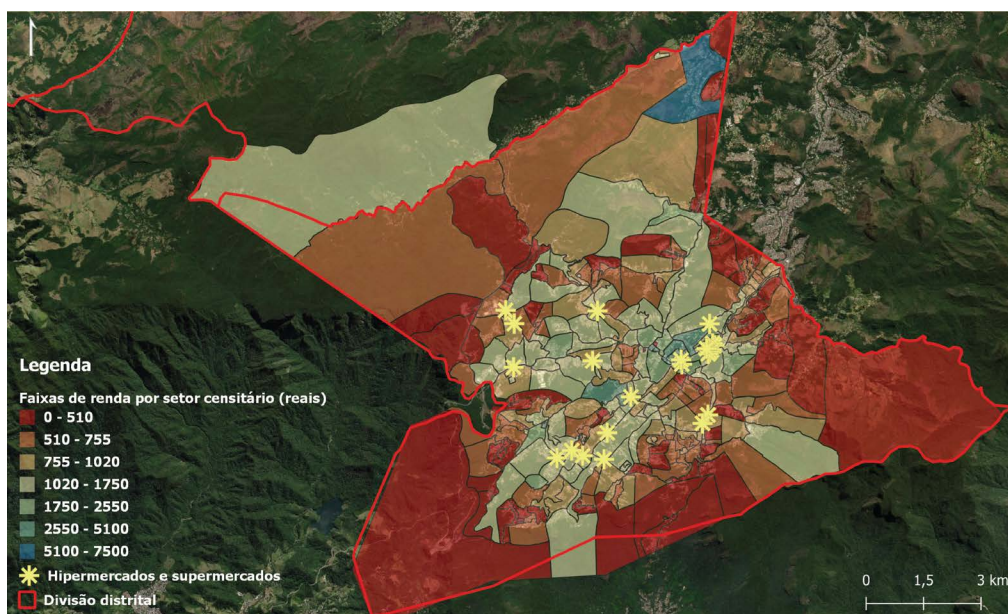 Legenda
Faixas de renda por setor censitário (reais)
0 - 510
510 - 755
755 - 1020
1020 - 1750
1750 - 2550
2550 - 5100
5100 - 7500
Hipermercados e supermercados
Divisão distrital
0 1,5 3 km